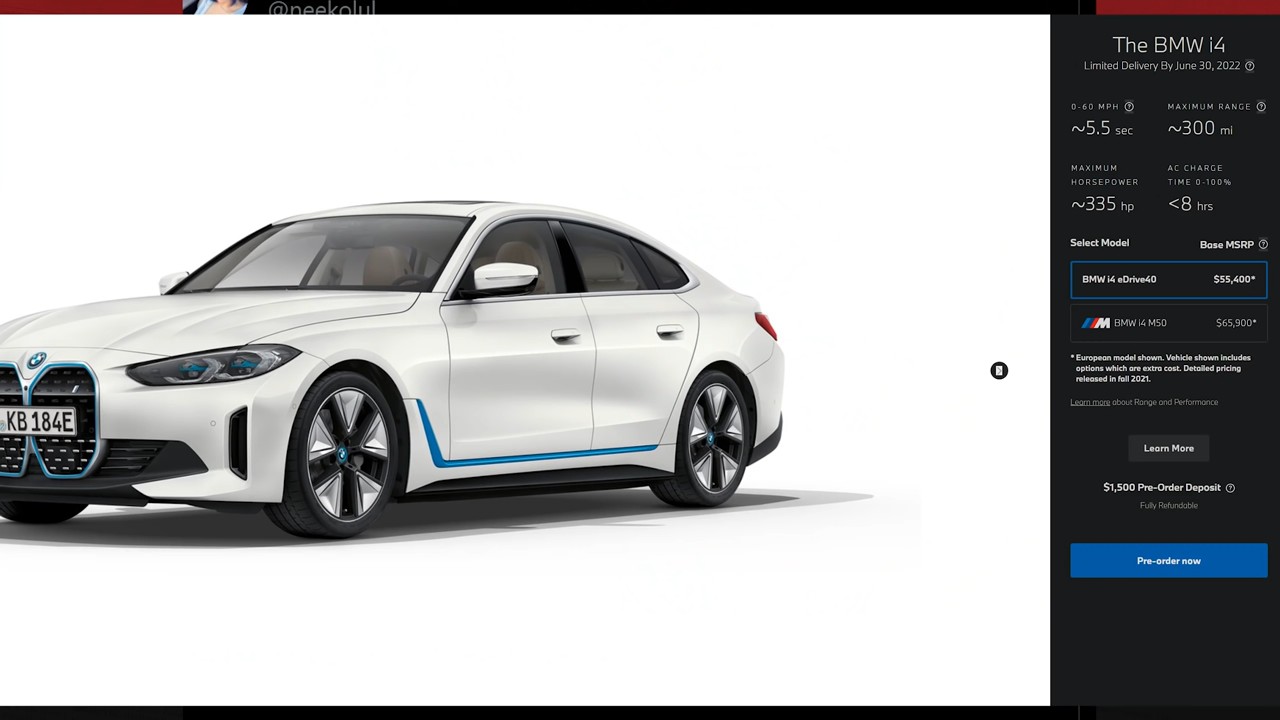 @neekolul
The BMW i4
Limited Delivery By June 30, 2022
0-60 MPH
MAXIMUM RANGE
~5.5 sec
~300 mi
MAXIMUM
HORSEPOWER
AC CHARGE
TIME 0-100%
~335 hp
<8 hrs
Select Model
Base MSRP
BMW i4 eDrive40
$55,400*
M BMW i4 M50
$65,900*
* European model shown. Vehicle shown includes
options which are extra cost. Detailed pricing
released in fall 2021.
Learn more about Range and Performance
Learn More
$1,500 Pre-Order Deposit
Fully Refundable
Pre-order now
KB 184E